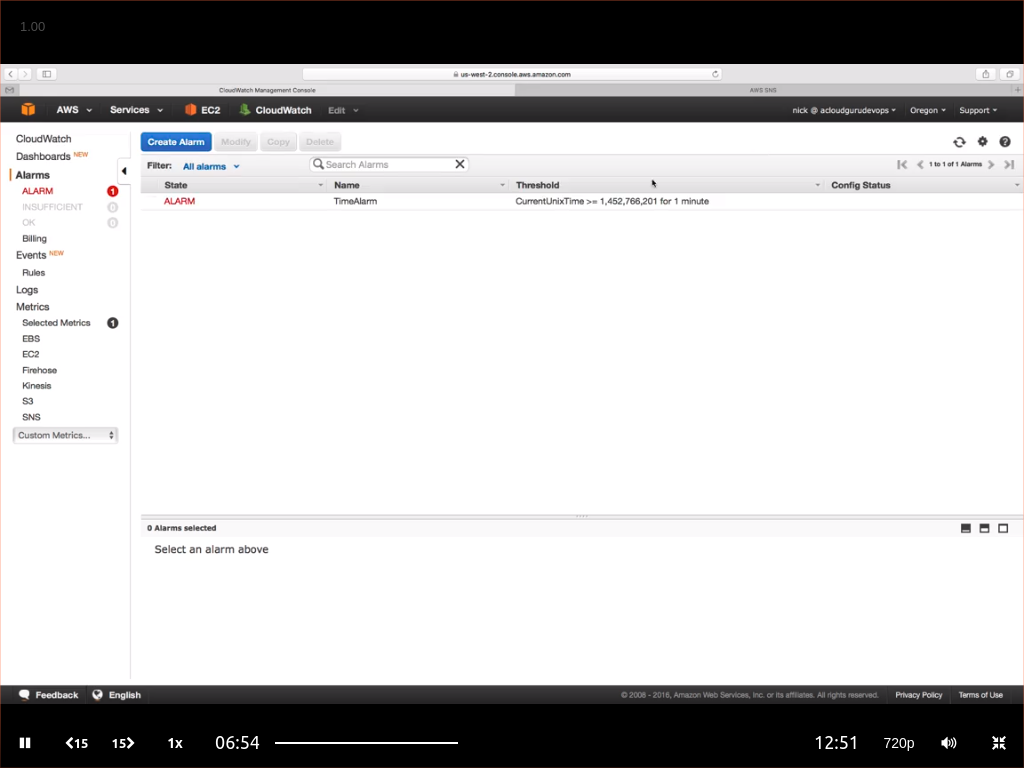 1.00
us-west-2.console.aws.amazon.com
CloudWatch Management Console
AWS SNS
AWS Services EC2 CloudWatch Edit nick @ acloudgurudevops Oregon Support
CloudWatch
Dashboards NEW
Alarms
ALARM 1
INSUFFICIENT 0
OK 0
Billing
Events NEW
Rules
Logs
Metrics
Selected Metrics 1
EBS
EC2
Firehose
Kinesis
S3
SNS
Custom Metrics...
Create Alarm Modify Copy Delete
Filter: All alarms Search Alarms 1 to 1 of 1 Alarms
State Name Threshold Config Status
ALARM TimeAlarm CurrentUnixTime >= 1,452,766,201 for 1 minute
0 Alarms selected
Select an alarm above
Feedback English © 2008 - 2016, Amazon Web Services, Inc. or its affiliates. All rights reserved. Privacy Policy Terms of Use
15 15 1x 06:54 12:51 720p